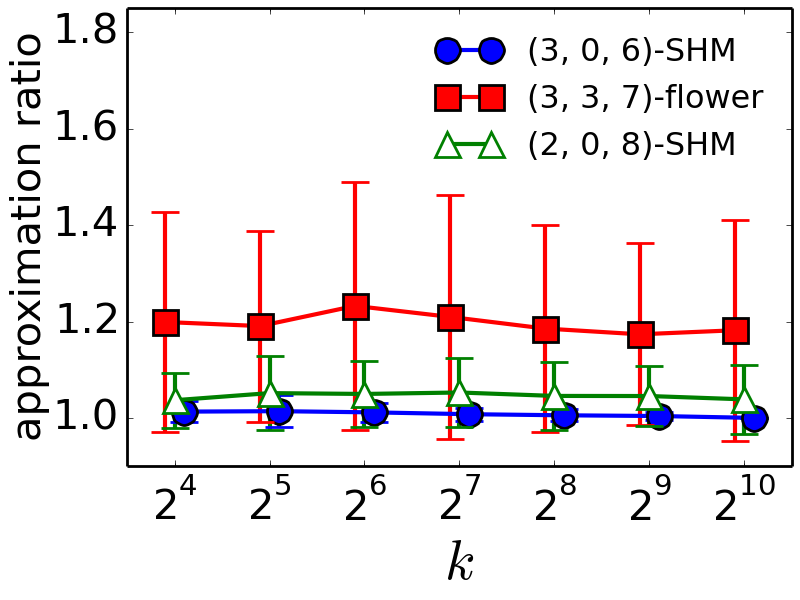 approximation ratio
1.8
1.6
1.4
1.2
1.0
(3, 0, 6)-SHM
(3, 3, 7)-flower
(2, 0, 8)-SHM
2^4 2^5 2^6 2^7 2^8 2^9 2^10
k